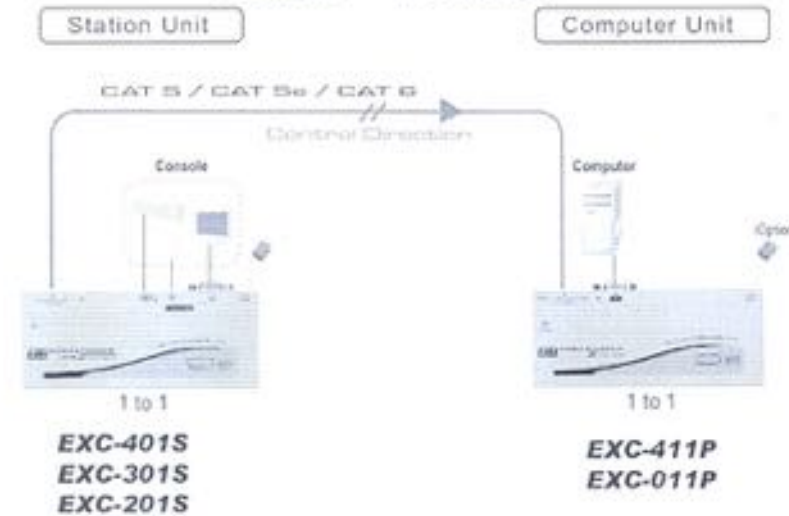 Station Unit
Computer Unit
CAT 5 / CAT 5e / CAT 6
Control Direction
Console
Computer
1 to 1
1 to 1
EXC-401S
EXC-301S
EXC-201S
EXC-411P
EXC-011P